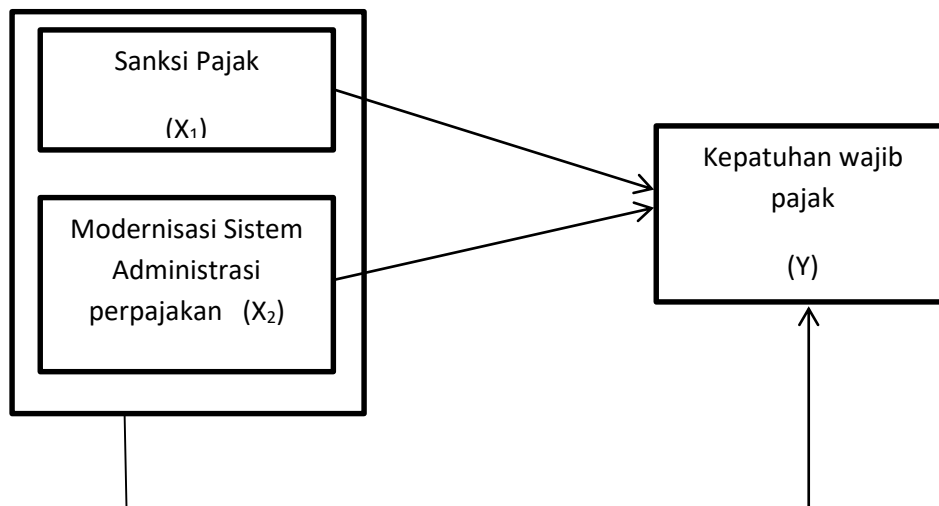 Sanksi Pajak
(X₁)
Modernisasi Sistem
Administrasi
perpajakan (X₂)
Kepatuhan wajib
pajak
(Y)